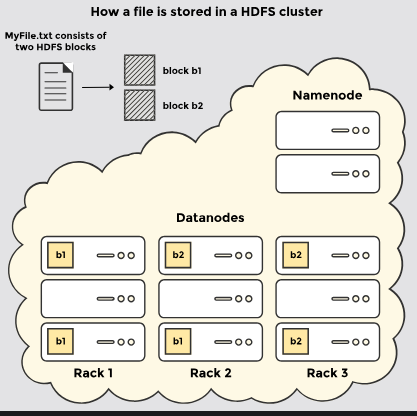 How a file is stored in a HDFS cluster
MyFile.txt consists of
two HDFS blocks
block b1
block b2
Namenode
Datanodes
b1 b2 b2
b1 b1 b2
Rack 1 Rack 2 Rack 3